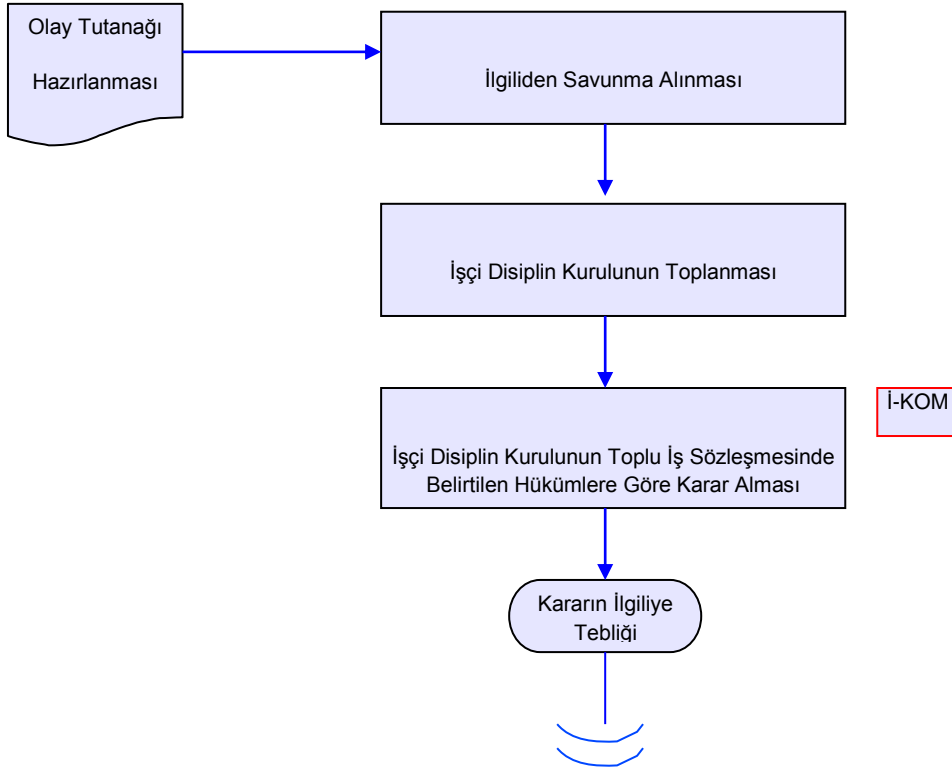 Olay Tutanağı
Hazırlanması
İlgiliden Savunma Alınması
İşçi Disiplin Kurulunun Toplanması
İşçi Disiplin Kurulunun Toplu İş Sözleşmesinde
Belirtilen Hükümlere Göre Karar Alması
İ-KOM
Kararın İlgiliye
Tebliği